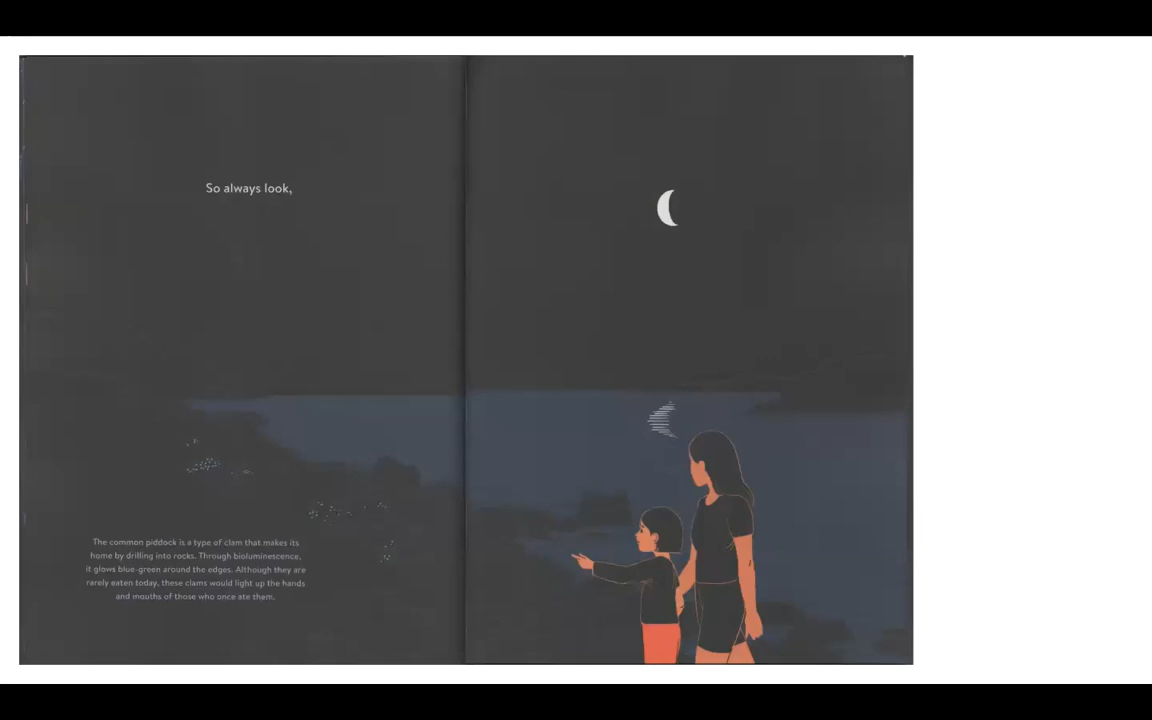 So always look,
The common piddock is a type of clam that makes its
home by drilling into rocks. Through bioluminescence,
it glows blue-green around the edges. Although they are
rarely eaten today, these clams would light up the hands
and mouths of those who once ate them.